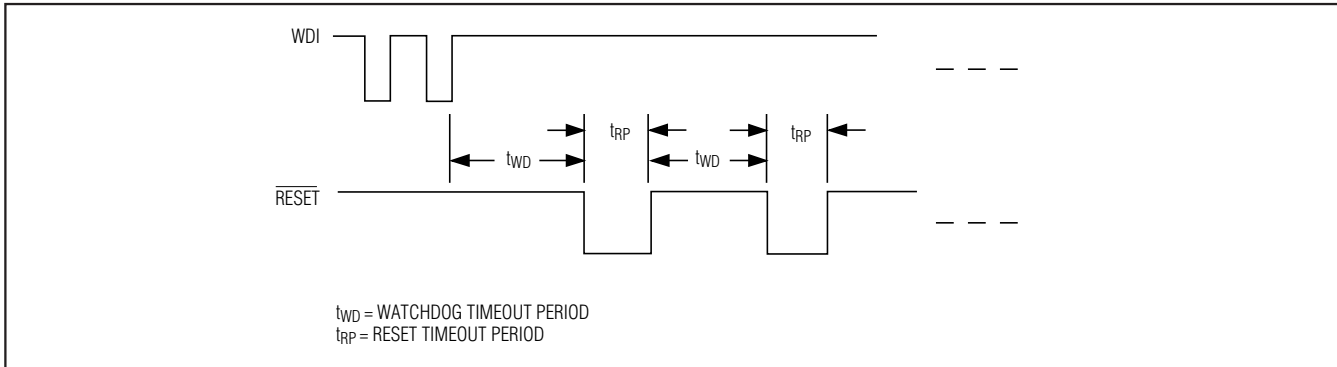 WDI
tRP
tRP
tWD
tWD
RESET
tWD = WATCHDOG TIMEOUT PERIOD
tRP = RESET TIMEOUT PERIOD